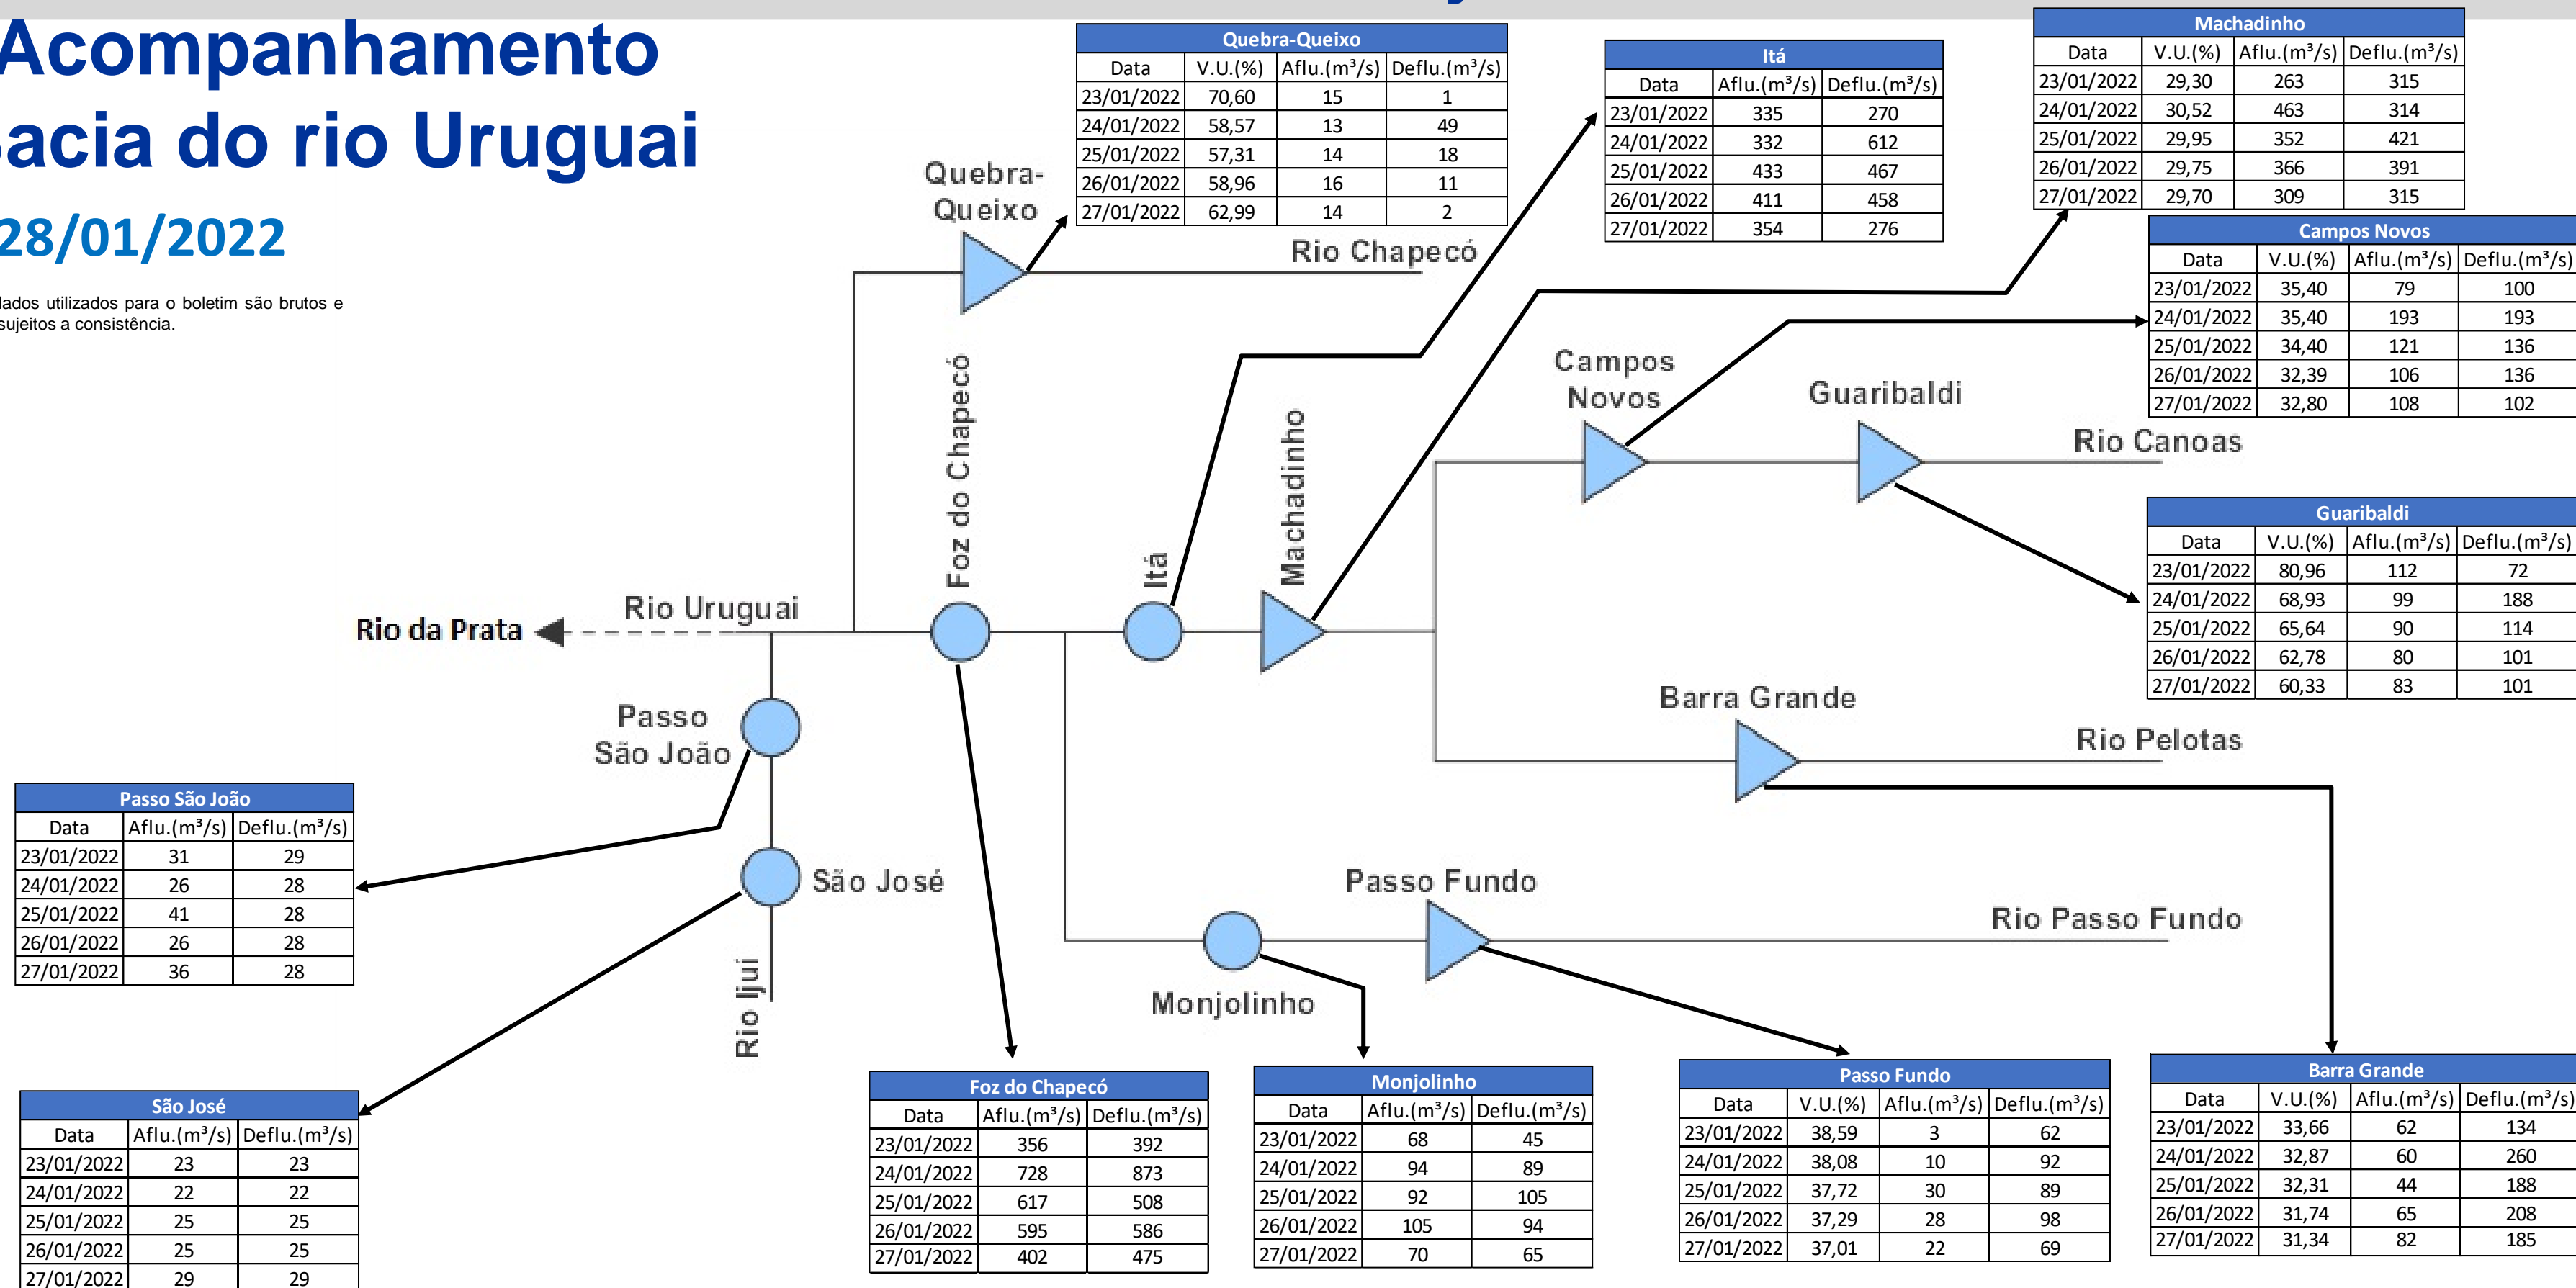 Acompanhamento
acia do rio Uruguai
28/01/2022
dados utilizados para o boletim são brutos e
sujeitos a consistência.
Quebra-Queixo
Data V.U.(%) Aflu.(m³/s) Deflu.(m³/s)
23/01/2022 70,60 15 1
24/01/2022 58,57 13 49
25/01/2022 57,31 14 18
26/01/2022 58,96 16 11
27/01/2022 62,99 14 2
Itá
Data Aflu.(m³/s) Deflu.(m³/s)
23/01/2022 335 270
24/01/2022 332 612
25/01/2022 433 467
26/01/2022 411 458
27/01/2022 354 276
Machadinho
Data V.U.(%) Aflu.(m³/s) Deflu.(m³/s)
23/01/2022 29,30 263 315
24/01/2022 30,52 463 314
25/01/2022 29,95 352 421
26/01/2022 29,75 366 391
27/01/2022 29,70 309 315
Campos Novos
Data V.U.(%) Aflu.(m³/s) Deflu.(m³/s)
23/01/2022 35,40 79 100
24/01/2022 35,40 193 193
25/01/2022 34,40 121 136
26/01/2022 32,39 106 136
27/01/2022 32,80 108 102
Quebra-
Queixo
Rio Chapecó
Foz do Chapecó
Itá
Machadinho
Campos
Novos
Guaribaldi
Rio Canoas
Guaribaldi
Data V.U.(%) Aflu.(m³/s) Deflu.(m³/s)
23/01/2022 80,96 112 72
24/01/2022 68,93 99 188
25/01/2022 65,64 90 114
26/01/2022 62,78 80 101
27/01/2022 60,33 83 101
Rio da Prata
Rio Uruguai
Passo
São João
São José
Rio Ijuí
Barra Grande
Rio Pelotas
Passo Fundo
Rio Passo Fundo
Monjolinho
Passo São João
Data Aflu.(m³/s) Deflu.(m³/s)
23/01/2022 31 29
24/01/2022 26 28
25/01/2022 41 28
26/01/2022 26 28
27/01/2022 36 28
São José
Data Aflu.(m³/s) Deflu.(m³/s)
23/01/2022 23 23
24/01/2022 22 22
25/01/2022 25 25
26/01/2022 25 25
27/01/2022 29 29
Foz do Chapecó
Data Aflu.(m³/s) Deflu.(m³/s)
23/01/2022 356 392
24/01/2022 728 873
25/01/2022 617 508
26/01/2022 595 586
27/01/2022 402 475
Monjolinho
Data Aflu.(m³/s) Deflu.(m³/s)
23/01/2022 68 45
24/01/2022 94 89
25/01/2022 92 105
26/01/2022 105 94
27/01/2022 70 65
Passo Fundo
Data V.U.(%) Aflu.(m³/s) Deflu.(m³/s)
23/01/2022 38,59 3 62
24/01/2022 38,08 10 92
25/01/2022 37,72 30 89
26/01/2022 37,29 28 98
27/01/2022 37,01 22 69
Barra Grande
Data V.U.(%) Aflu.(m³/s) Deflu.(m³/s)
23/01/2022 33,66 62 134
24/01/2022 32,87 60 260
25/01/2022 32,31 44 188
26/01/2022 31,74 65 208
27/01/2022 31,34 82 185